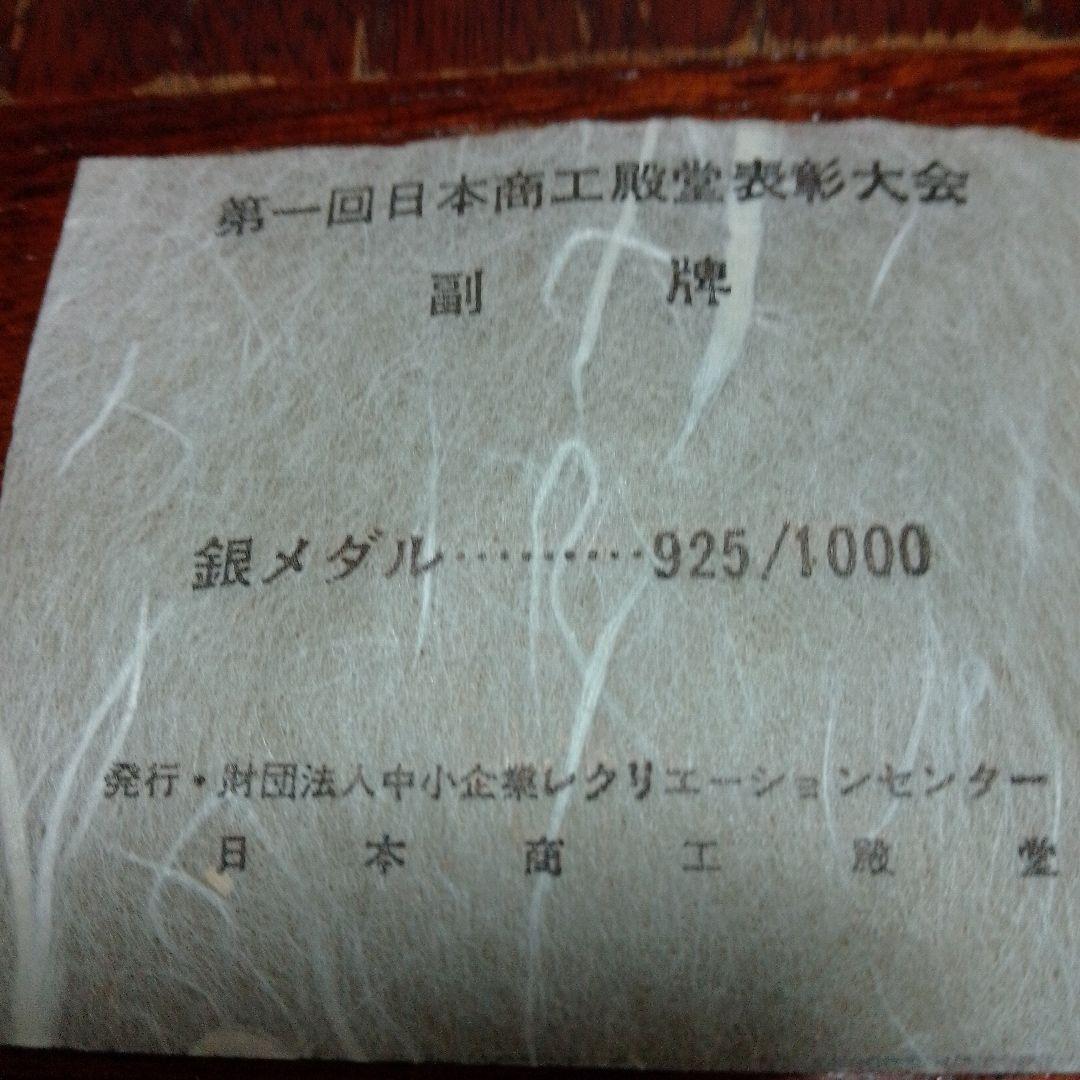 第一回日本商工殿堂表彰大会
副牌
銀メダル………925/1000
発行・財団法人中小企業レクリエーションセンター
日本商工殿堂